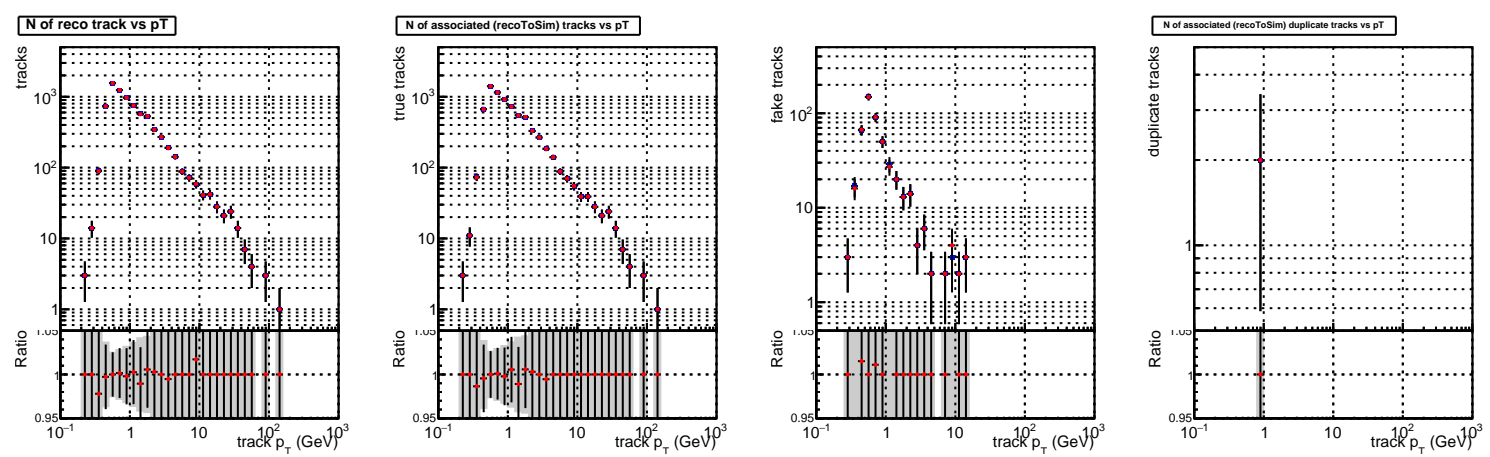 N of reco track vs pT
tracks
10³
10²
10
1
Ratio
1.05
1
0.95
10⁻¹ 1 10 10² 10³
track p_T (GeV)
N of associated (recoToSim) tracks vs pT
true tracks
10³
10²
10
1
Ratio
1.05
1
0.95
10⁻¹ 1 10 10² 10³
track p_T (GeV)
fake tracks
10²
10
1
Ratio
1.05
1
0.95
10⁻¹ 1 10 10² 10³
track p_T (GeV)
N of associated (recoToSim) duplicate tracks vs pT
duplicate tracks
1
Ratio
1.05
1
0.95
10⁻¹ 1 10 10² 10³
track p_T (GeV)